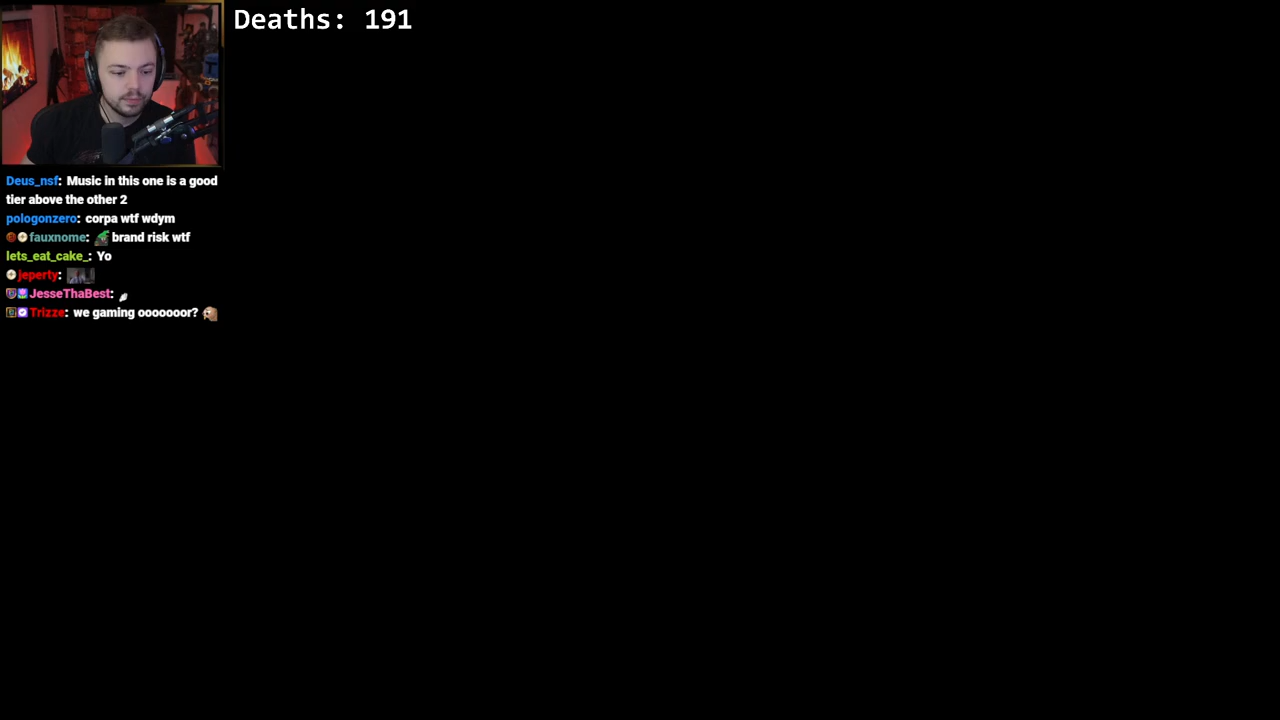 Deaths: 191
Deus_nsf: Music in this one is a good
tier above the other 2
pologonzero: corpa wtf wdym
fauxnome: brand risk wtf
lets_eat_cake_: Yo
jeperty:
JesseThaBest:
Trizze: we gaming ooooooor?